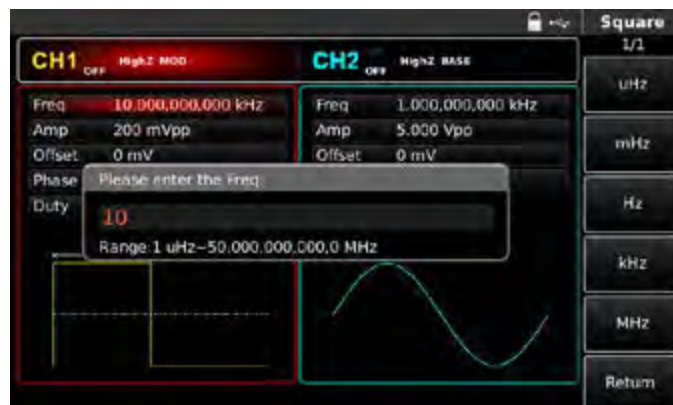 Square
1/1
CH1 OFF HighZ MOD
CH2 OFF HighZ BASE
Freq 10.000,000,000 kHz
Freq 1.000,000,000 kHz
Amp 200 mVpp
Amp 5.000 Vpp
Offset 0 mV
Offset 0 mV
Phase
Duty
Please enter the Freq:
10
Range:1 uHz~50.000,000,000,0 MHz
uHz
mHz
Hz
kHz
MHz
Return